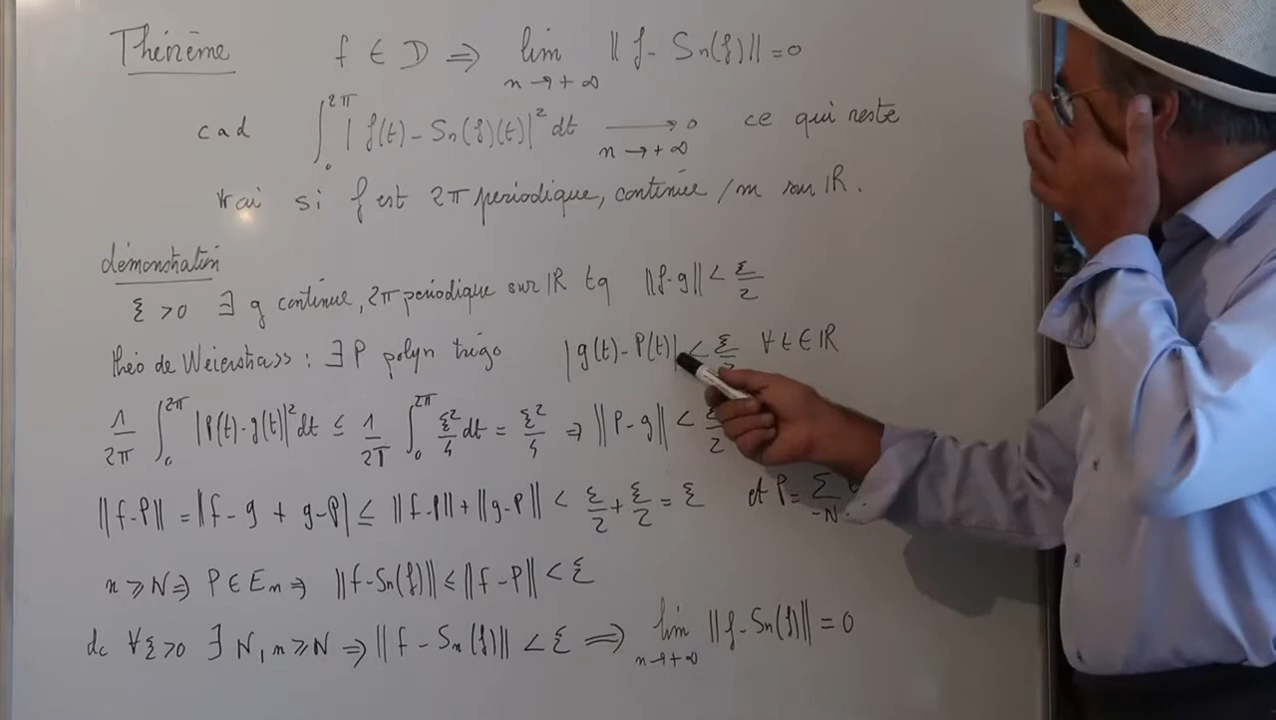 Théorème f ∈ D ⇒ lim n→+∞ ‖f - Sn(f)‖ = 0
cad ∫₀^2π |f(t) - Sn(f)(t)|² dt → 0 n→+∞ ce qui reste
vrai si f est 2π periodique, continue /m sur ℝ.
démonstration
ε > 0 ∃ g continue, 2π periodique sur ℝ tq ‖f-g‖ < ε/2
théo de Weierstrass : ∃ P polyn trigo |g(t) - P(t)| < ε/2 ∀ t ∈ ℝ
1/2π ∫₀^2π |P(t)-g(t)|² dt ≤ 1/2π ∫₀^2π ε²/4 dt = ε²/4 ⇒ ‖P-g‖ < ε/2
‖f-P‖ = |f - g + g-P| ≤ ‖f-P‖ + ‖g-P‖ < ε/2 + ε/2 = ε et P = Σ -N
n ≥ N ⇒ P ∈ En ⇒ ‖f-Sn(f)‖ ≤ ‖f-P‖ < ε
dc ∀ε>0 ∃ N, n ≥ N ⇒ ‖f - Sn(f)‖ < ε ⇒ lim n→+∞ ‖f - Sn(f)‖ = 0